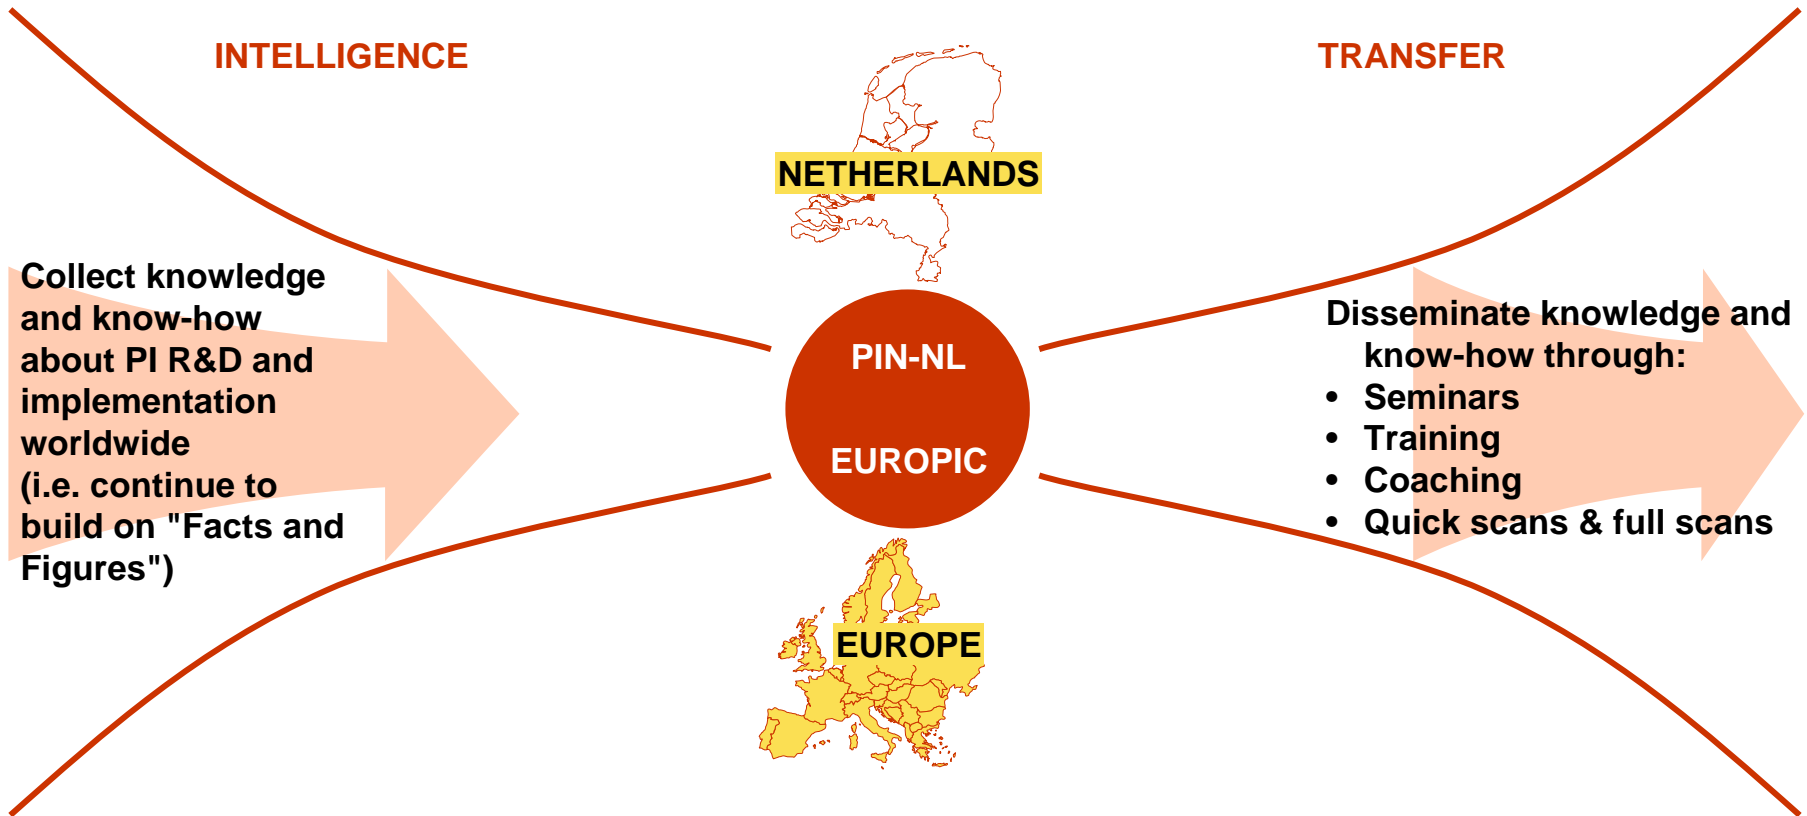 INTELLIGENCE
TRANSFER
NETHERLANDS
Collect knowledge
and know-how
about PI R&D and
implementation
worldwide
(i.e. continue to
build on "Facts and
Figures")
PIN-NL
EUROPIC
Disseminate knowledge and
know-how through:
• Seminars
• Training
• Coaching
• Quick scans & full scans
EUROPE